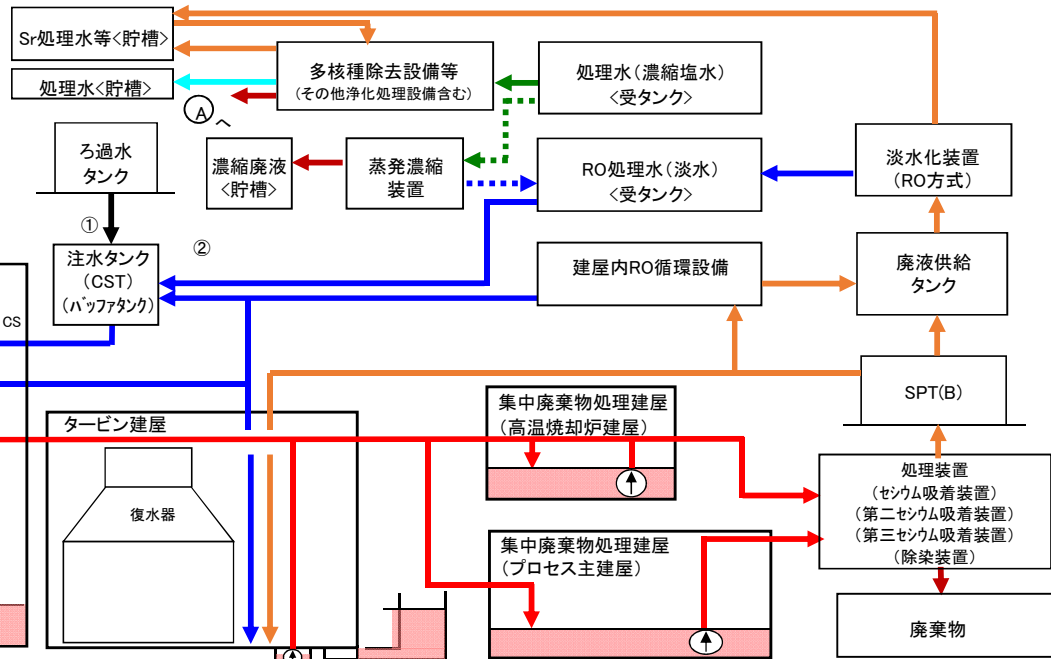 Sr処理水等<貯槽>
処理水<貯槽>
多核種除去設備等
(その他浄化処理設備含む)
処理水(濃縮塩水)
<受タンク>
A
へ
ろ過水
タンク
濃縮廃液
<貯槽>
蒸発濃縮
装置
RO処理水(淡水)
<受タンク>
淡水化装置
(RO方式)
①
②
注水タンク
(CST)
(バッファタンク)
建屋内RO循環設備
廃液供給
タンク
CS
SPT(B)
タービン建屋
復水器
集中廃棄物処理建屋
(高温焼却炉建屋)
処理装置
(セシウム吸着装置)
(第二セシウム吸着装置)
(第三セシウム吸着装置)
(除染装置)
集中廃棄物処理建屋
(プロセス主建屋)
廃棄物